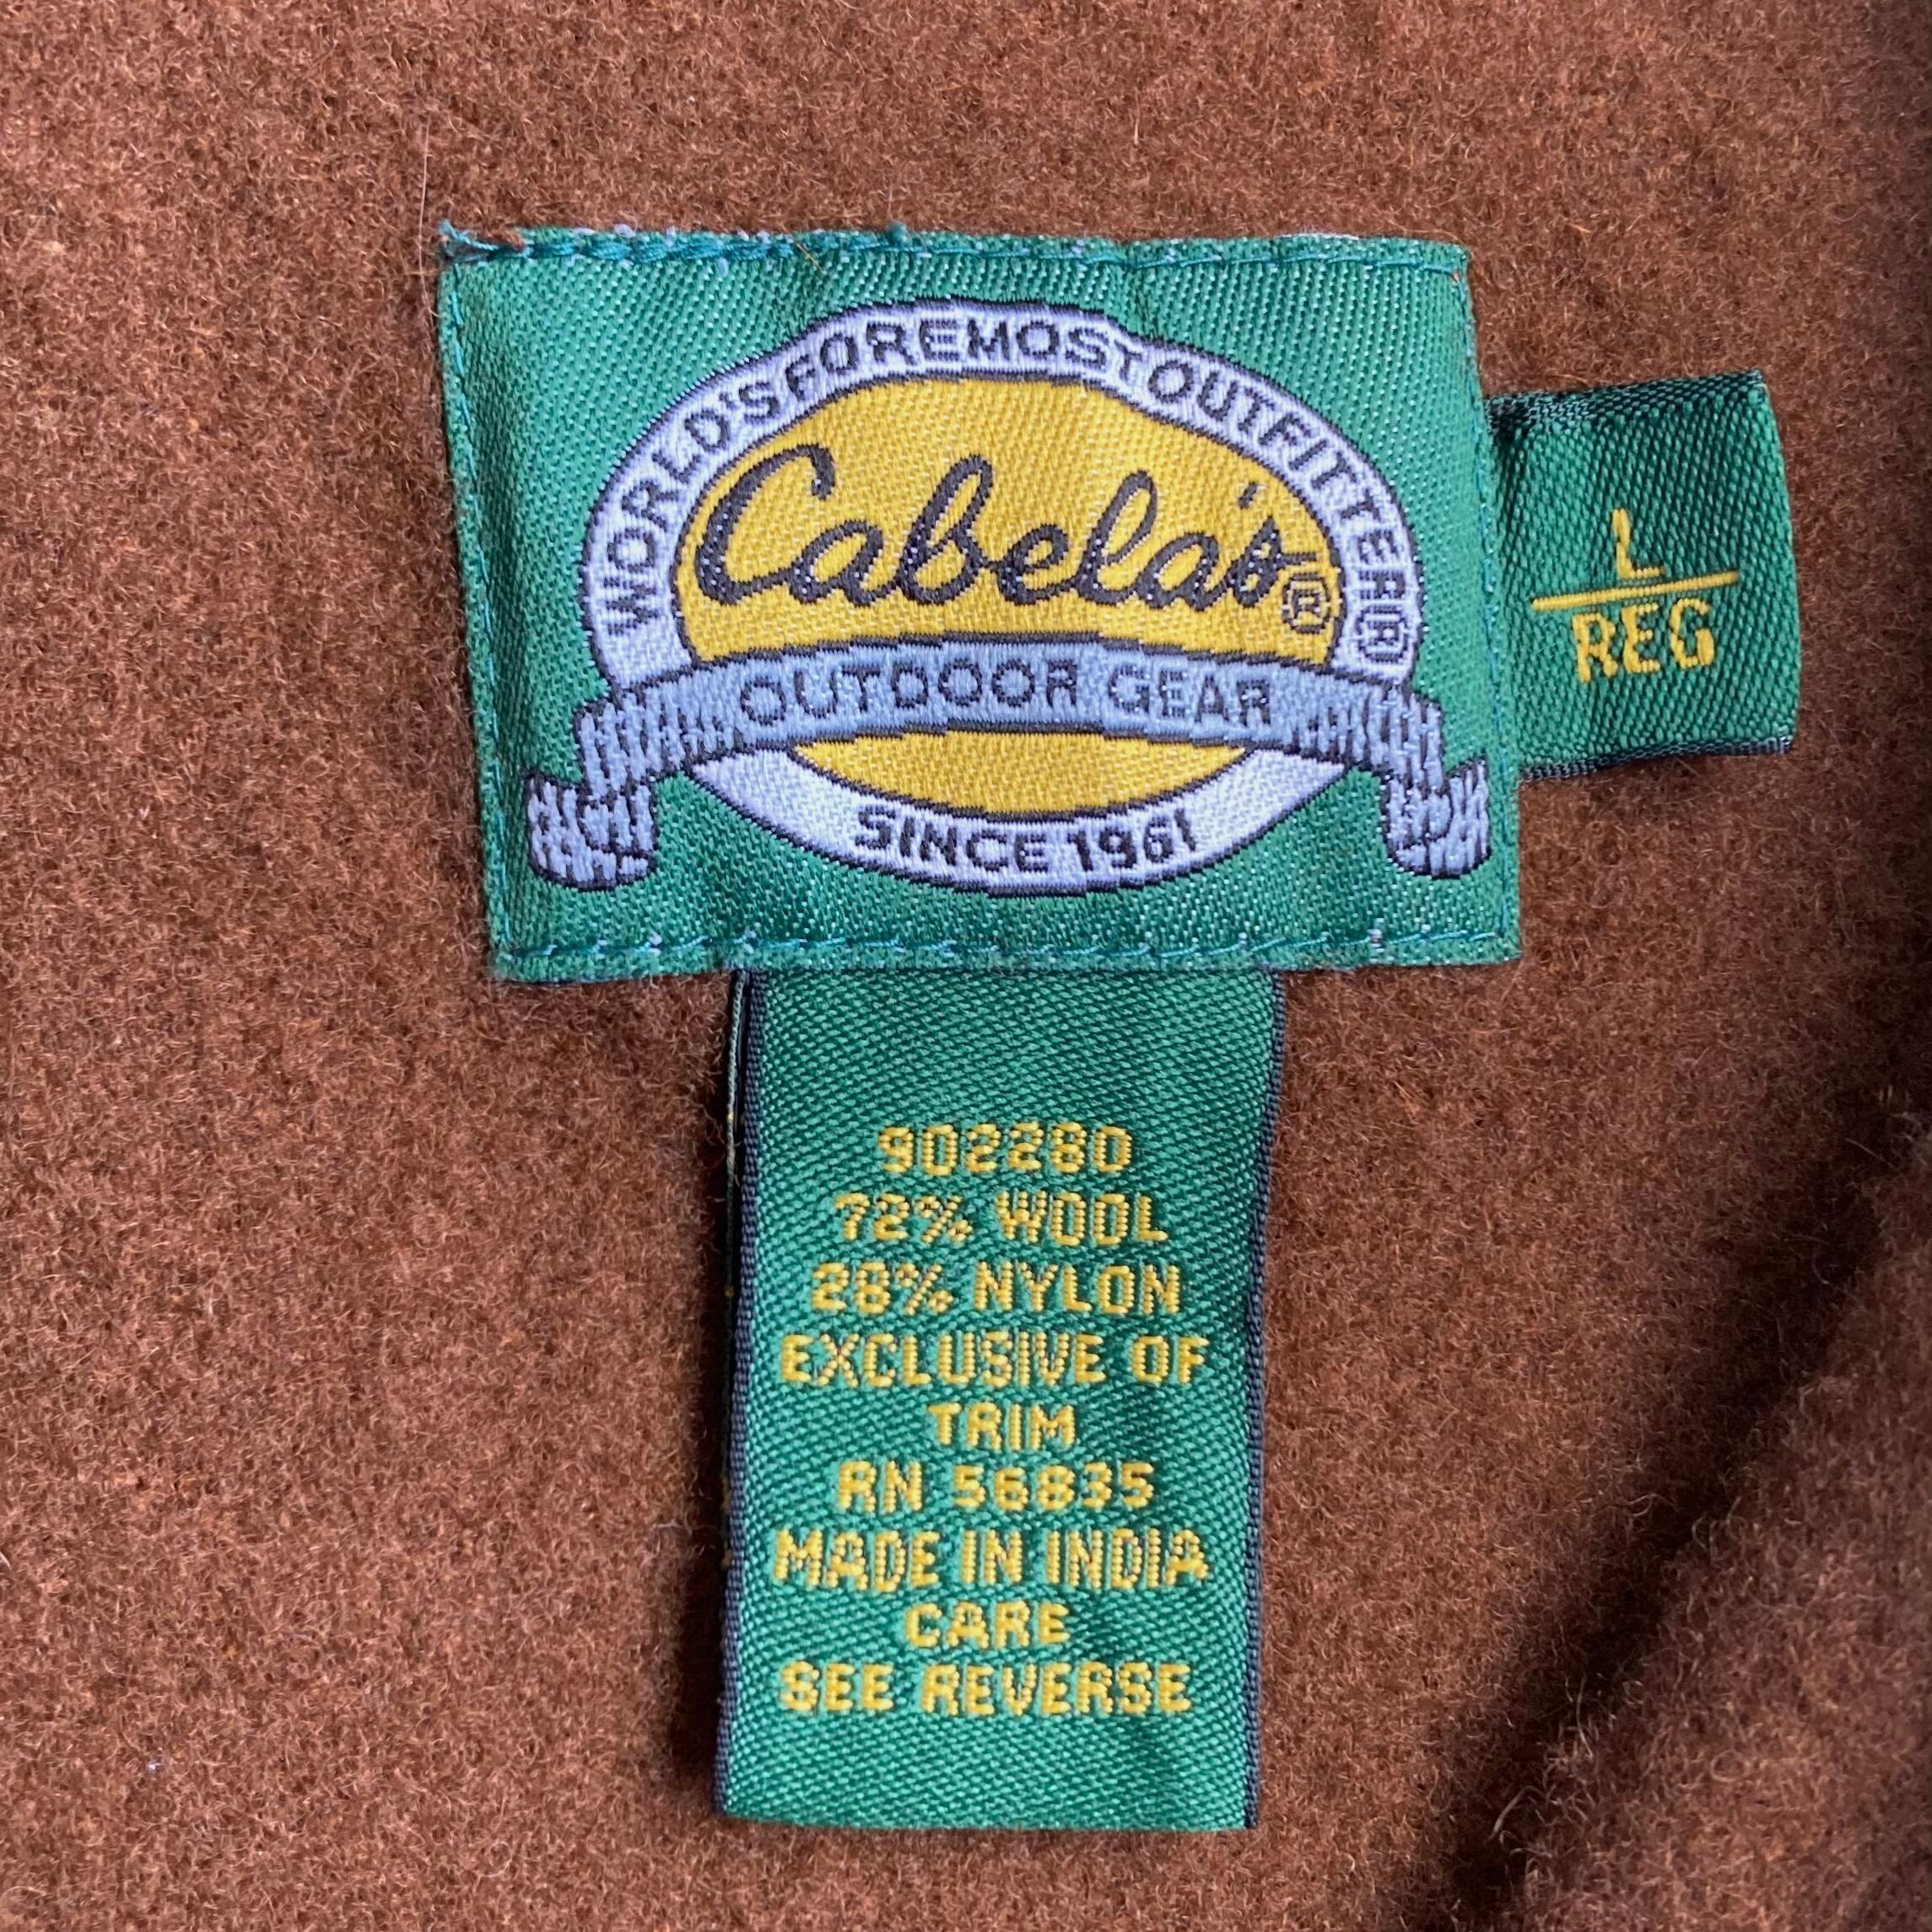 WORLD'S FOREMOST OUTFITTER®
Cabela's®
OUTDOOR GEAR
SINCE 1961
L
REG
902280
72% WOOL
28% NYLON
EXCLUSIVE OF
TRIM
RN 56835
MADE IN INDIA
CARE
SEE REVERSE